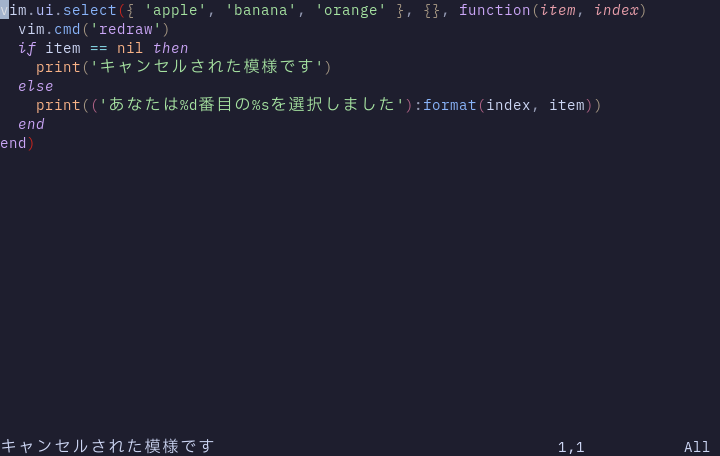 vim.ui.select({ 'apple', 'banana', 'orange' }, {}, function(item, index)
  vim.cmd('redraw')
  if item == nil then
    print('キャンセルされた模様です')
  else
    print(('あなたは%d番目の%sを選択しました'):format(index, item))
  end
end)
キャンセルされた模様です 1,1 All